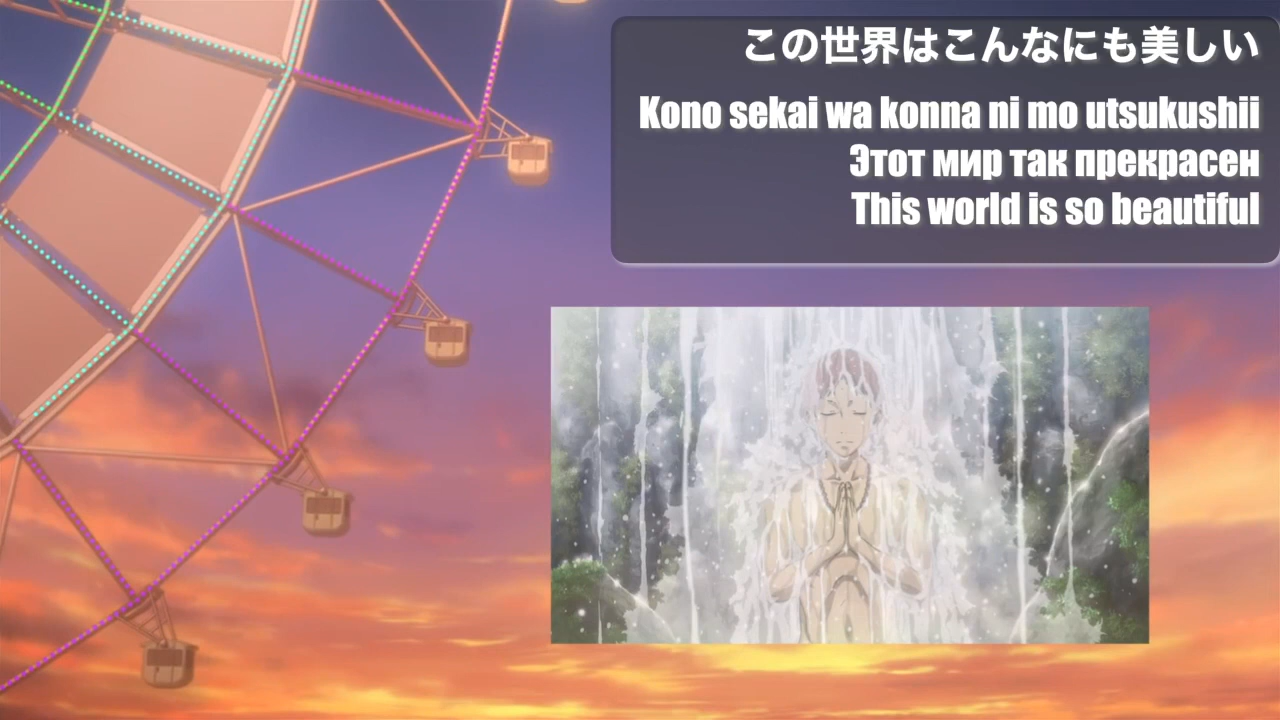 この世界はこんなにも美しい
Kono sekai wa konna ni mo utsukushii
Этот мир так прекрасен
This world is so beautiful